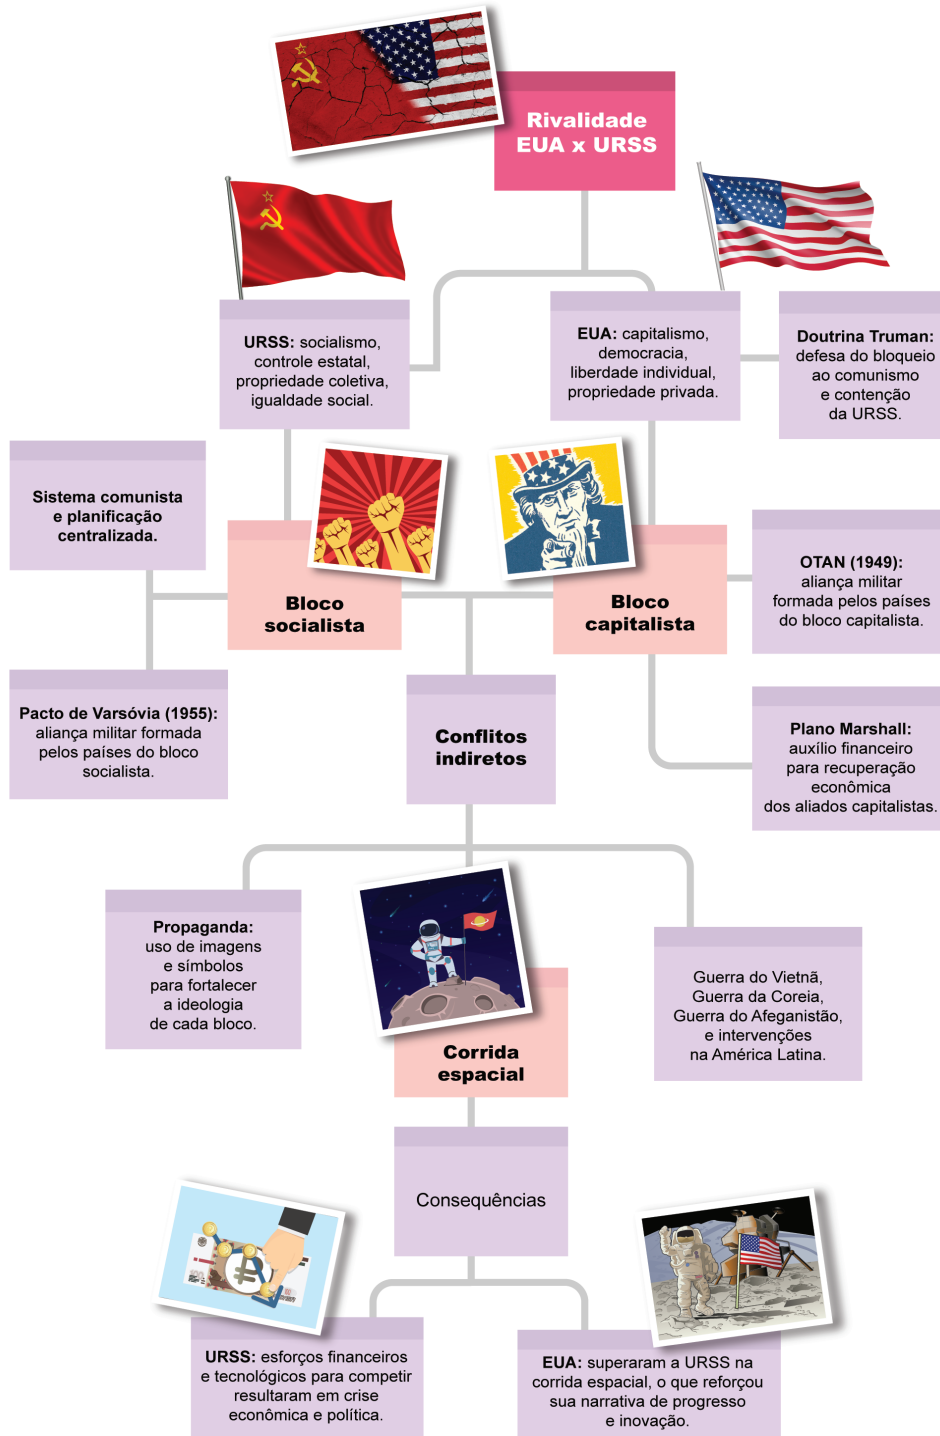 Rivalidade
EUA x URSS
URSS: socialismo,
controle estatal,
propriedade coletiva,
igualdade social.
EUA: capitalismo,
democracia,
liberdade individual,
propriedade privada.
Doutrina Truman:
defesa do bloqueio
ao comunismo
e contenção
da URSS.
Sistema comunista
e planificação
centralizada.
Bloco
socialista
Bloco
capitalista
OTAN (1949):
aliança militar
formada pelos países
do bloco capitalista.
Pacto de Varsóvia (1955):
aliança militar formada
pelos países do bloco
socialista.
Conflitos
indiretos
Plano Marshall:
auxílio financeiro
para recuperação
econômica
dos aliados capitalistas.
Propaganda:
uso de imagens
e símbolos
para fortalecer
a ideologia
de cada bloco.
Corrida
espacial
Guerra do Vietnã,
Guerra da Coreia,
Guerra do Afeganistão,
e intervenções
na América Latina.
Consequências
URSS: esforços financeiros
e tecnológicos para competir
resultaram em crise
econômica e política.
EUA: superaram a URSS na
corrida espacial, o que reforçou
sua narrativa de progresso
e inovação.